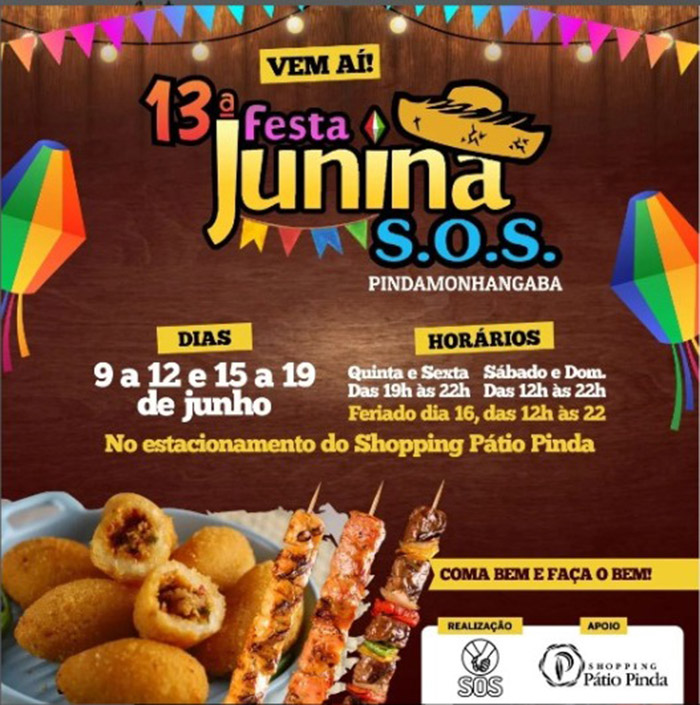 VEM AÍ!
13ª Festa
Junina
S.O.S.
PINDAMONHANGABA
DIAS
9 a 12 e 15 a 19
de junho
HORÁRIOS
Quinta e Sexta
Das 19h às 22h
Sábado e Dom.
Das 12h às 22h
Feriado dia 16, das 12h às 22
No estacionamento do Shopping Pátio Pinda
COMA BEM E FAÇA O BEM!
REALIZAÇÃO
SOS
APOIO
SHOPPING
Pátio Pinda